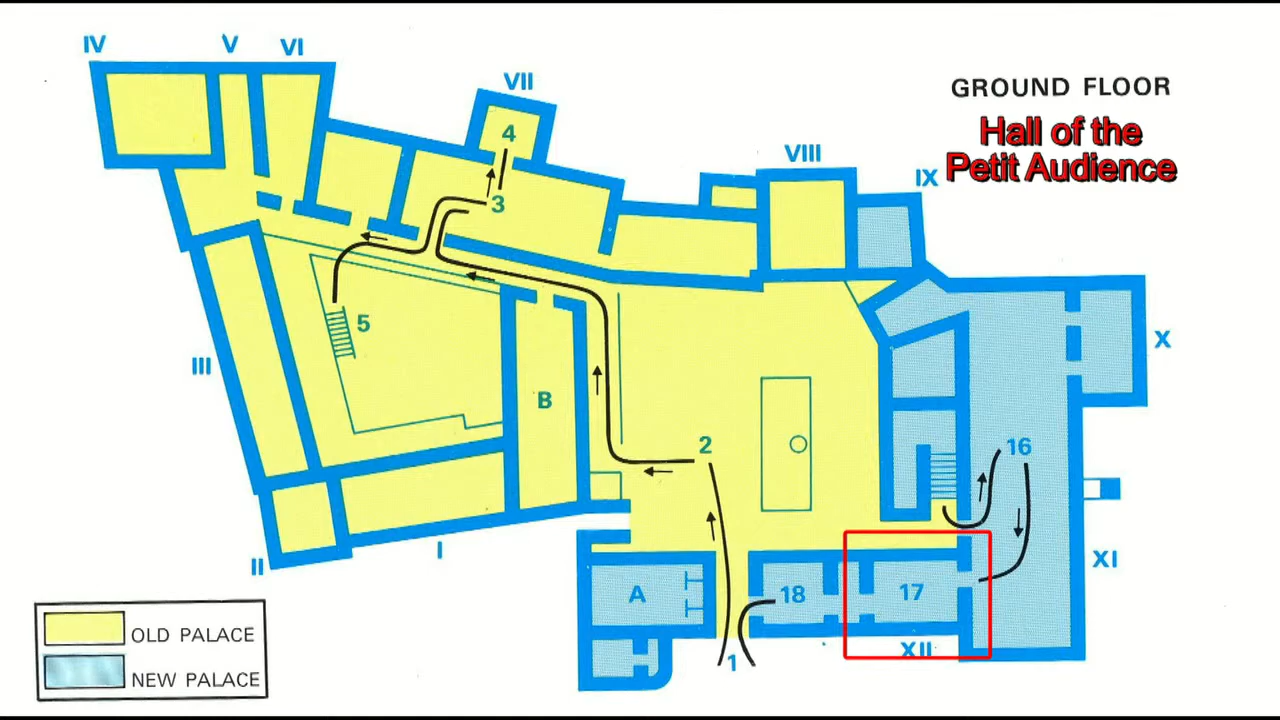 IV
V
VI
VII
GROUND FLOOR
Hall of the
Petit Audience
4
VIII
IX
3
5
III
X
B
2
16
I
II
XI
A
18
17
XII
1
OLD PALACE
NEW PALACE